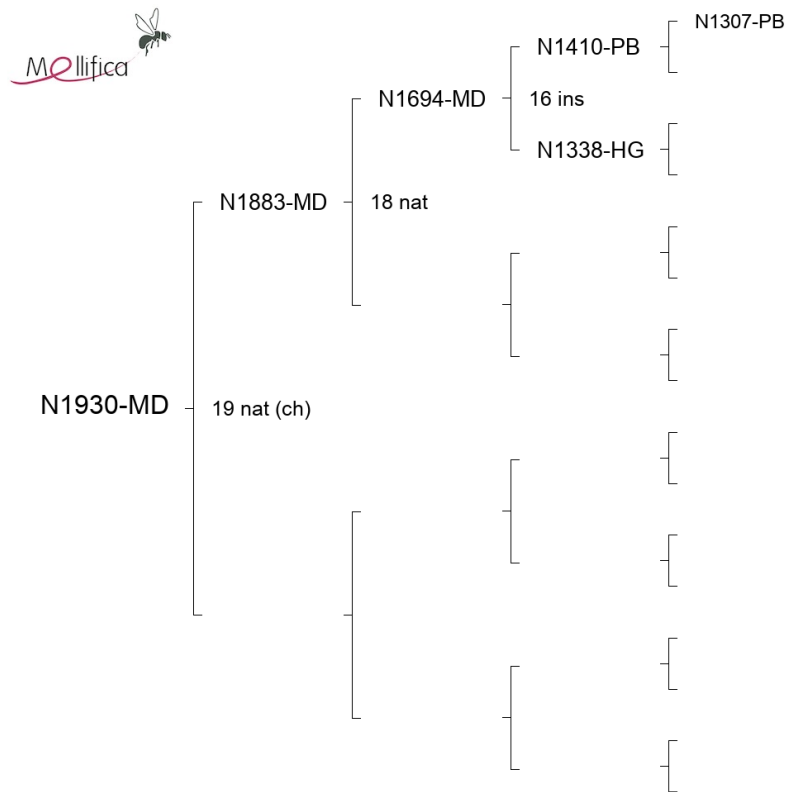 Mellifica
N1307-PB
N1410-PB
N1694-MD
16 ins
N1338-HG
N1883-MD
18 nat
N1930-MD
19 nat (ch)